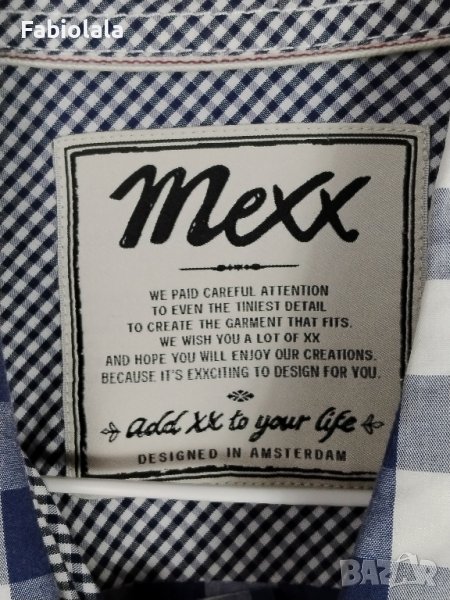 Fabiolala
mexx
WE PAID CAREFUL ATTENTION
TO EVEN THE TINIEST DETAIL
TO CREATE THE GARMENT THAT FITS.
WE WISH YOU A LOT OF XX
AND HOPE YOU WILL ENJOY OUR CREATIONS.
BECAUSE IT'S EXXCITING TO DESIGN FOR YOU.
add XX to your life
DESIGNED IN AMSTERDAM
BAZAR